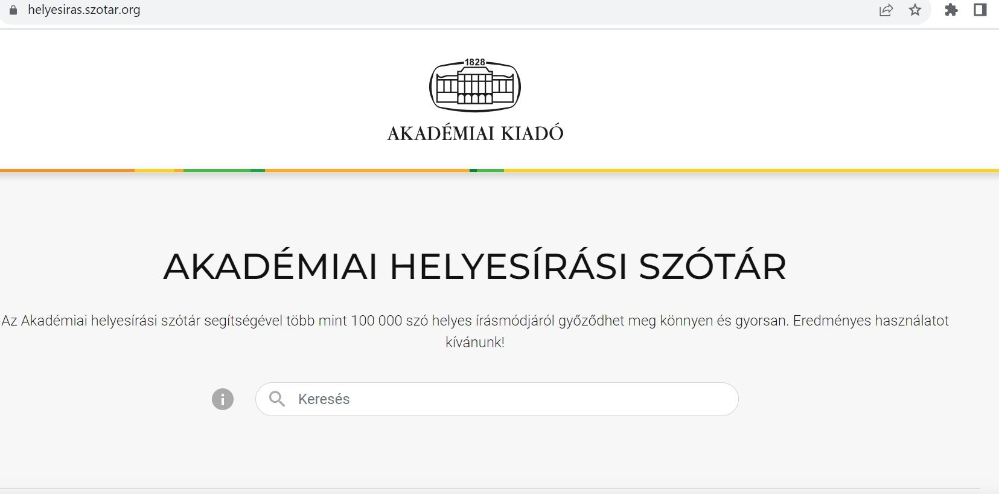 helyesiras.szotar.org
1828
AKADÉMIAI KIADÓ
AKADÉMIAI HELYESÍRÁSI SZÓTÁR
Az Akadémiai helyesírási szótár segítségével több mint 100 000 szó helyes írásmódjáról győződhet meg könnyen és gyorsan. Eredményes használatot
kívánunk!
Keresés